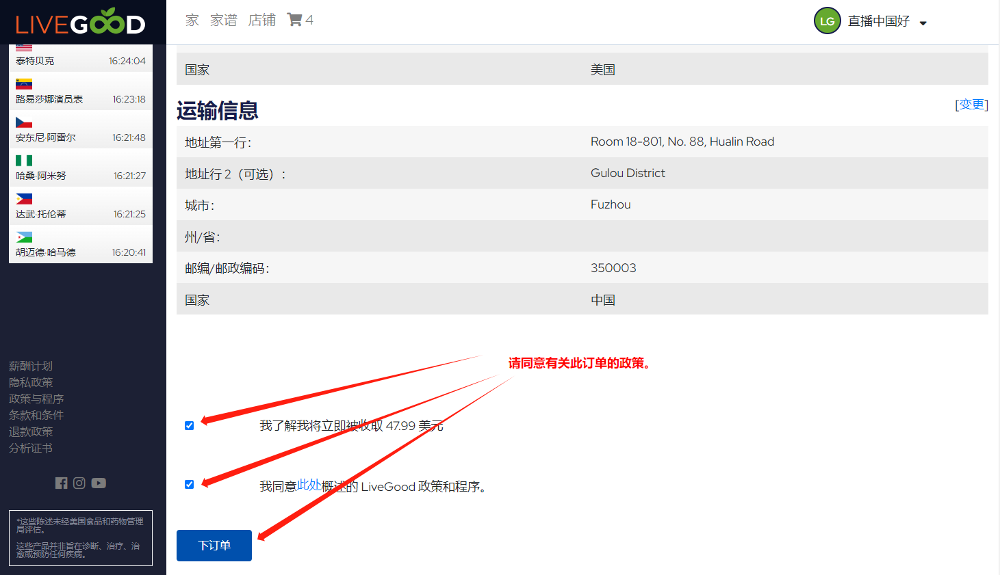 LIVEGOOD
家 家谱 店铺 4
LG 直播中国好
泰特贝克 16:24:04
路易莎娜演员表 16:23:18
安东尼·阿雷尔 16:21:48
哈桑·阿米努 16:21:27
达武·托伦蒂 16:21:25
胡迈德·哈马德 16:20:41
薪酬计划
隐私政策
政策与程序
条款和条件
退款政策
分析证书
*这些陈述未经美国食品和药物管理
局评估。
这些产品并非旨在诊断、治疗、治
愈或预防任何疾病。
国家 美国
运输信息 [变更]
地址第一行： Room 18-801, No. 88, Hualin Road
地址行 2（可选）： Gulou District
城市： Fuzhou
州/省：
邮编/邮政编码： 350003
国家 中国
请同意有关此订单的政策。
我了解我将立即被收取 47.99 美元
我同意此处概述的 LiveGood 政策和程序。
下订单